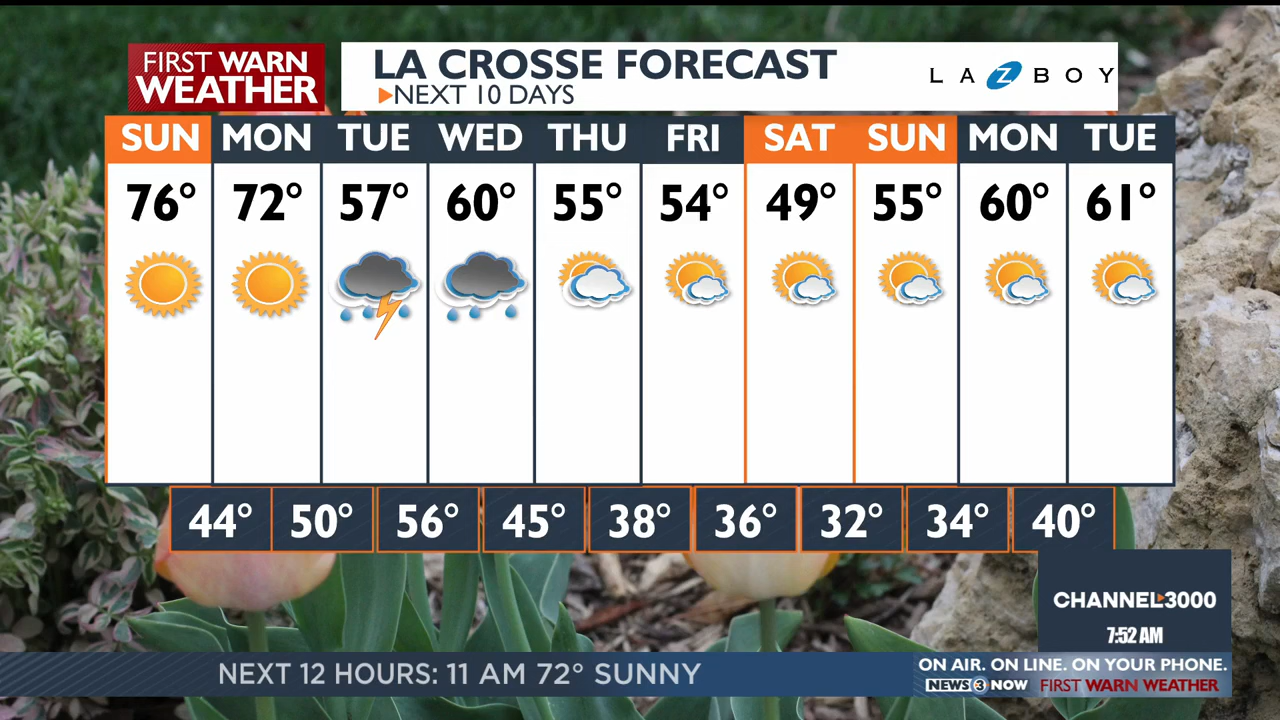 FIRST WARN
WEATHER
LA CROSSE FORECAST
NEXT 10 DAYS
LA Z BOY
SUN MON TUE WED THU FRI SAT SUN MON TUE
76° 72° 57° 60° 55° 54° 49° 55° 60° 61°
44° 50° 56° 45° 38° 36° 32° 34° 40°
CHANNEL3000
7:52 AM
NEXT 12 HOURS: 11 AM 72° SUNNY
ON AIR. ON LINE. ON YOUR PHONE.
NEWS 3 NOW FIRST WARN WEATHER